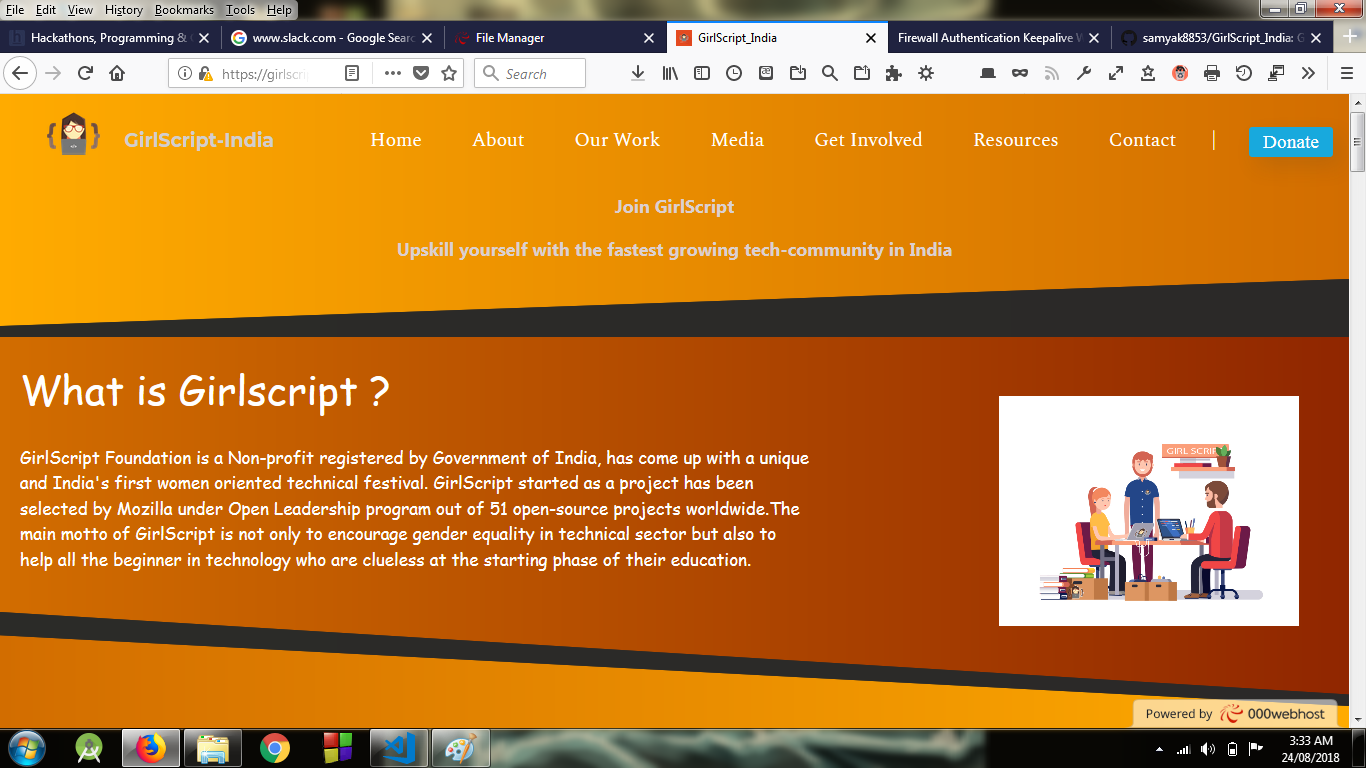 File Edit View History Bookmarks Tools Help
Hackathons, Programming &
www.slack.com - Google Sear
File Manager
GirlScript_India
Firewall Authentication Keepalive
samyak8853/GirlScript_India: G
https://girlscri
Search
GirlScript-India
Home About Our Work Media Get Involved Resources Contact | Donate
Join GirlScript
Upskill yourself with the fastest growing tech-community in India
What is Girlscript ?
GirlScript Foundation is a Non-profit registered by Government of India, has come up with a unique
and India's first women oriented technical festival. GirlScript started as a project has been
selected by Mozilla under Open Leadership program out of 51 open-source projects worldwide.The
main motto of GirlScript is not only to encourage gender equality in technical sector but also to
help all the beginner in technology who are clueless at the starting phase of their education.
GIRL SCRIP
Powered by 000webhost
3:33 AM
24/08/2018